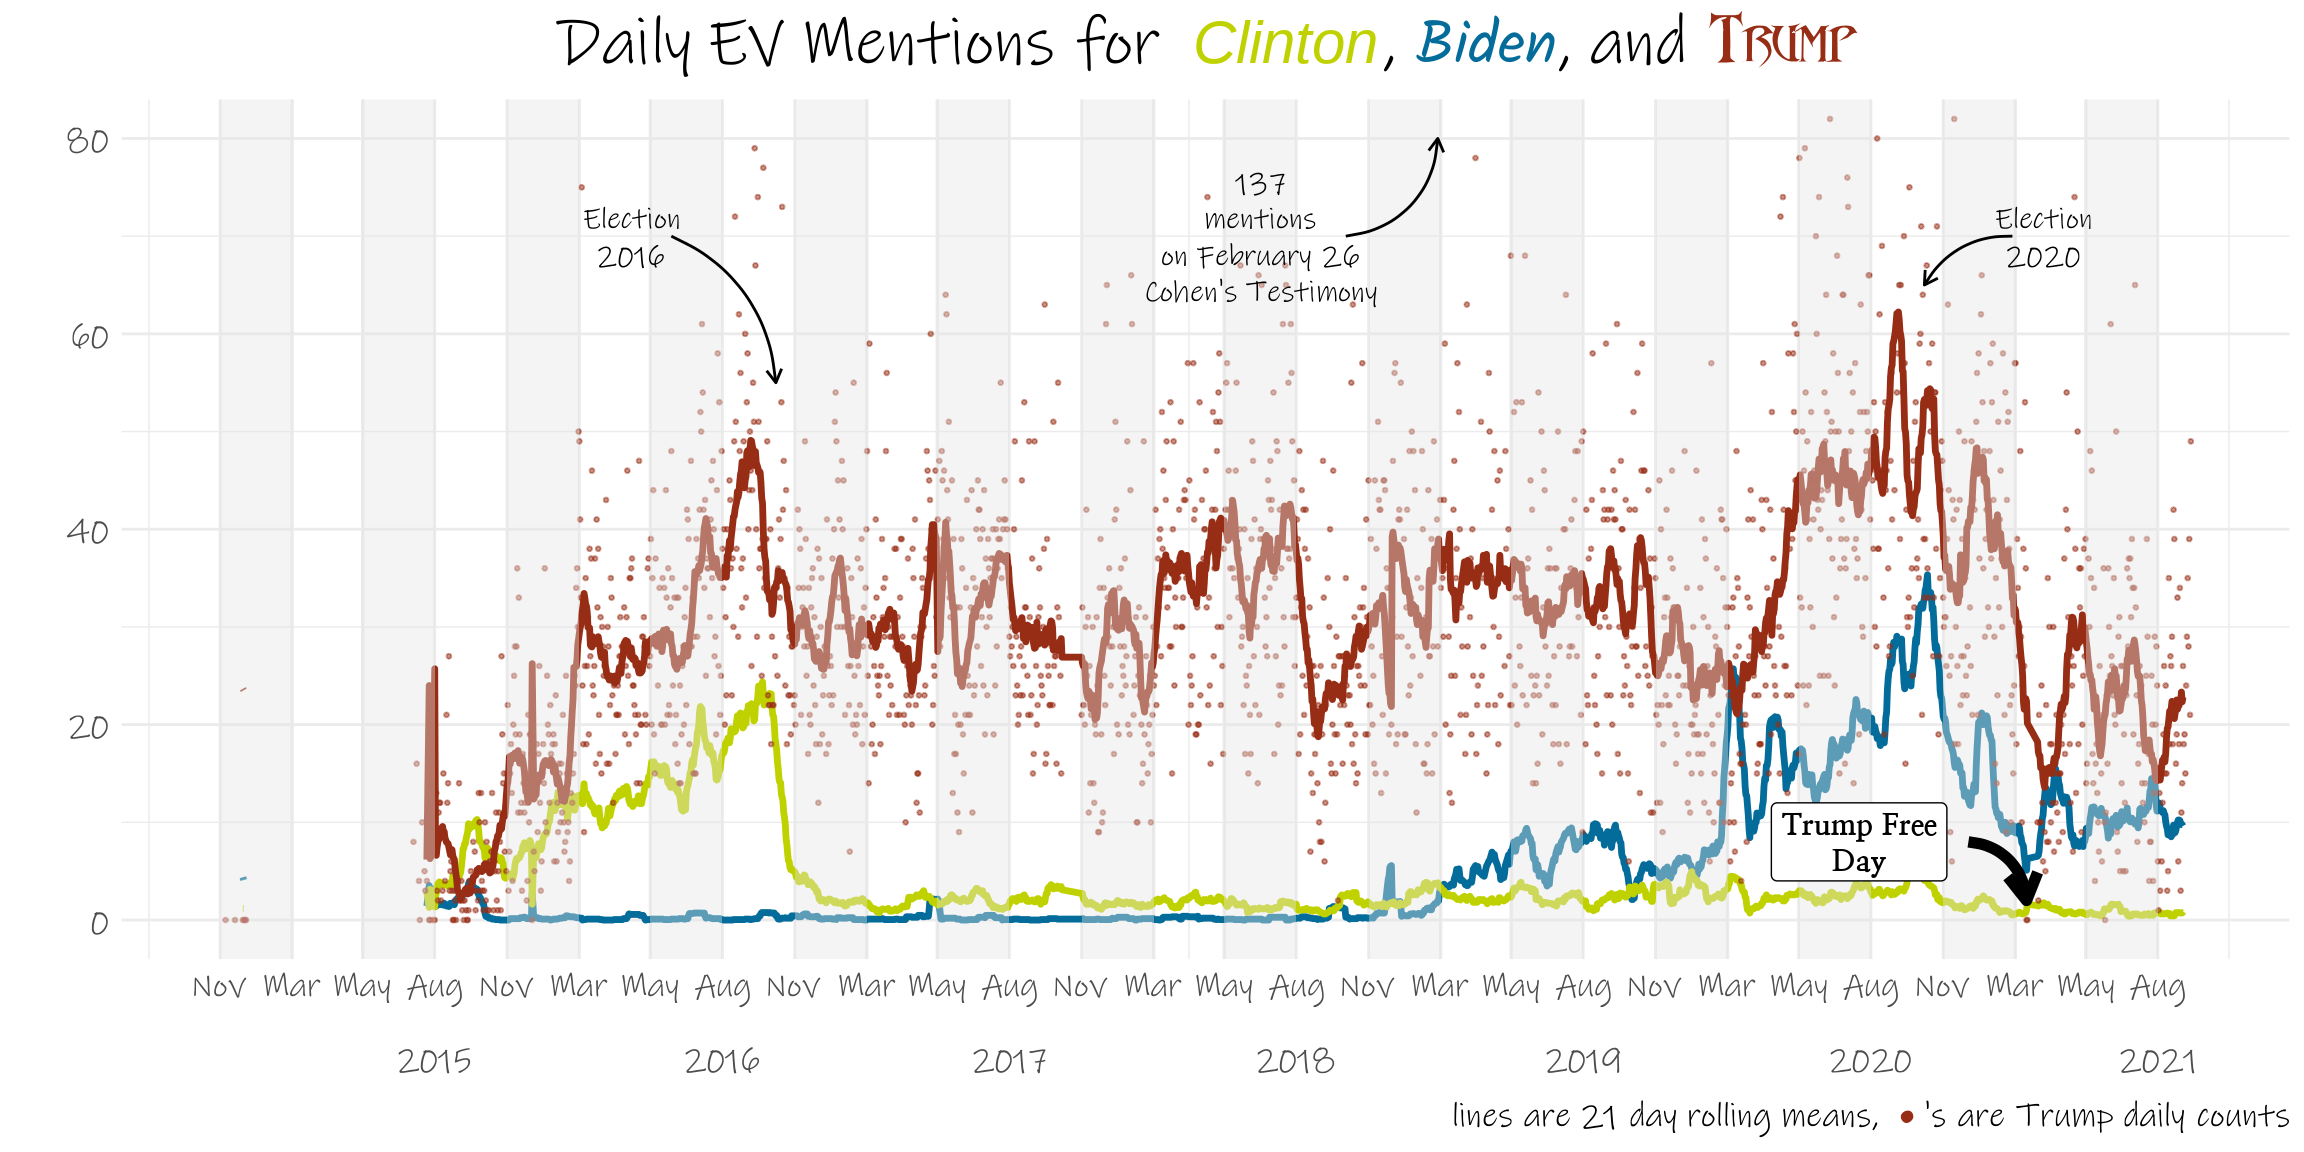 Daily EV Mentions for Clinton, Biden, and Trump
80
60
40
20
0
Election
2016
137
mentions
on February 26
Cohen's Testimony
Election
2020
Trump Free
Day
Nov Mar May Aug Nov Mar May Aug Nov Mar May Aug Nov Mar May Aug Nov Mar May Aug Nov Mar May Aug Nov Mar May Aug
2015 2016 2017 2018 2019 2020 2021
lines are 21 day rolling means, ●'s are Trump daily counts